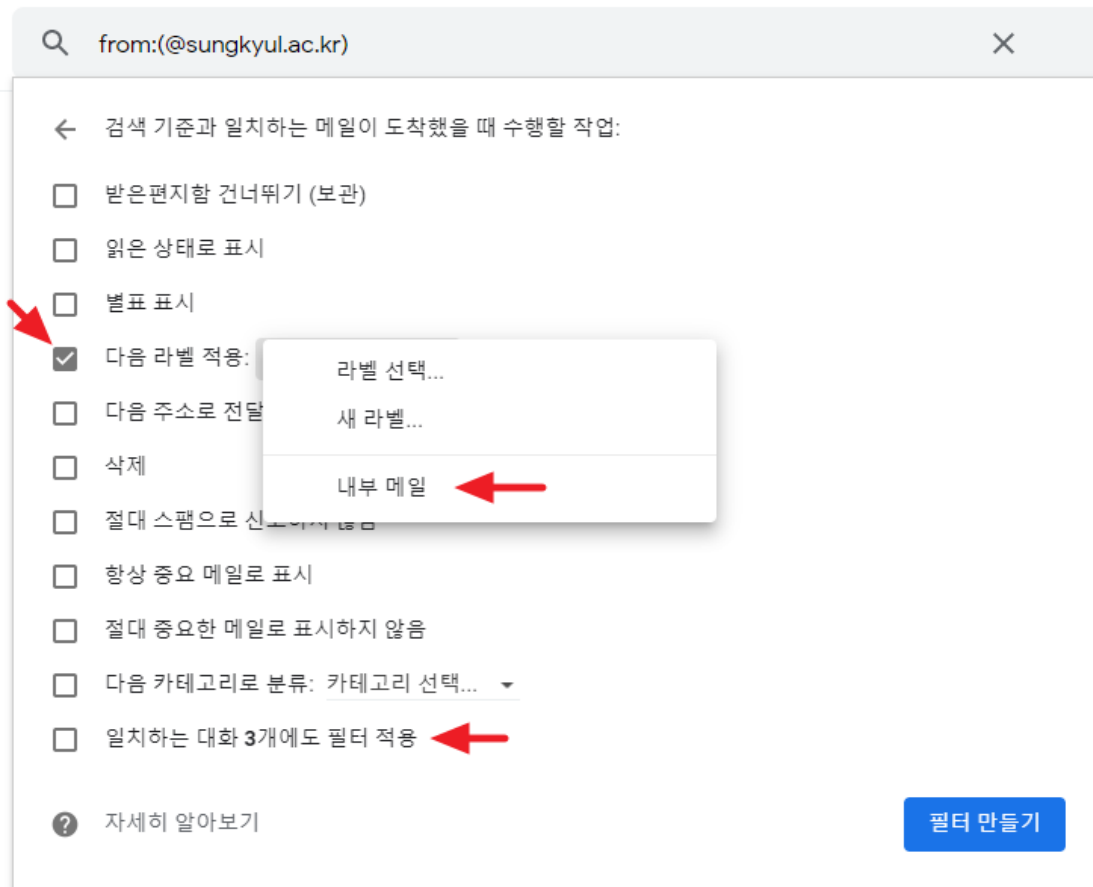 from:(@sungkyul.ac.kr)
검색 기준과 일치하는 메일이 도착했을 때 수행할 작업:
받은편지함 건너뛰기 (보관)
읽은 상태로 표시
별표 표시
다음 라벨 적용:
라벨 선택...
새 라벨...
내부 메일
다음 주소로 전달
삭제
절대 스팸으로
항상 중요 메일로 표시
절대 중요한 메일로 표시하지 않음
다음 카테고리로 분류: 카테고리 선택...
일치하는 대화 3개에도 필터 적용
자세히 알아보기
필터 만들기